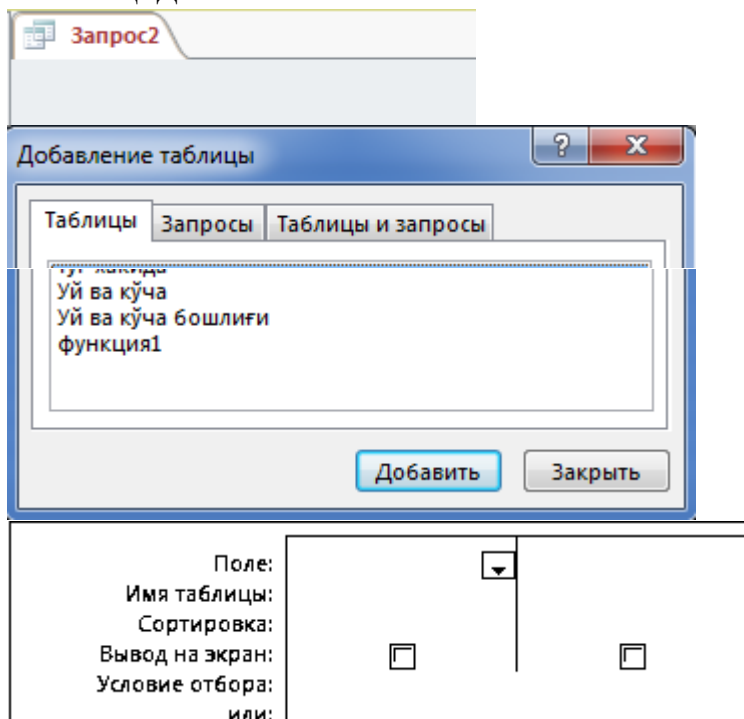 Запрос2
Добавление таблицы
Таблицы Запросы Таблицы и запросы
Уй ва кўча
Уй ва кўча бошлиғи
функция1
Добавить Закрыть
Поле:
Имя таблицы:
Сортировка:
Вывод на экран:
Условие отбора:
или: